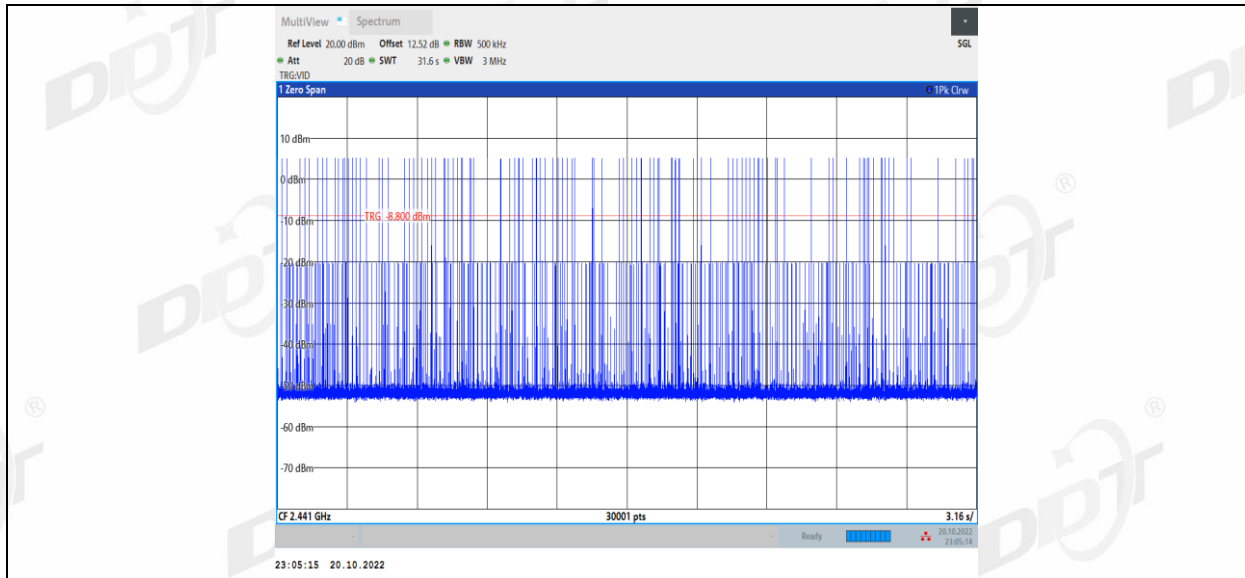 MultiView Spectrum
Ref Level 20.00 dBm Offset 12.52 dB RBW 500 kHz SGL
Att 20 dB SWT 31.6 s VBW 3 MHz
TRG:VID
1 Zero Span 1Pk Clrw
10 dBm
0 dBm
TRG -8.800 dBm
-10 dBm
-20 dBm
-30 dBm
-40 dBm
-50 dBm
-60 dBm
-70 dBm
CF 2.441 GHz 30001 pts 3.16 s/
Ready 20.10.2022
23:05:14
23:05:15 20.10.2022
DDT ®